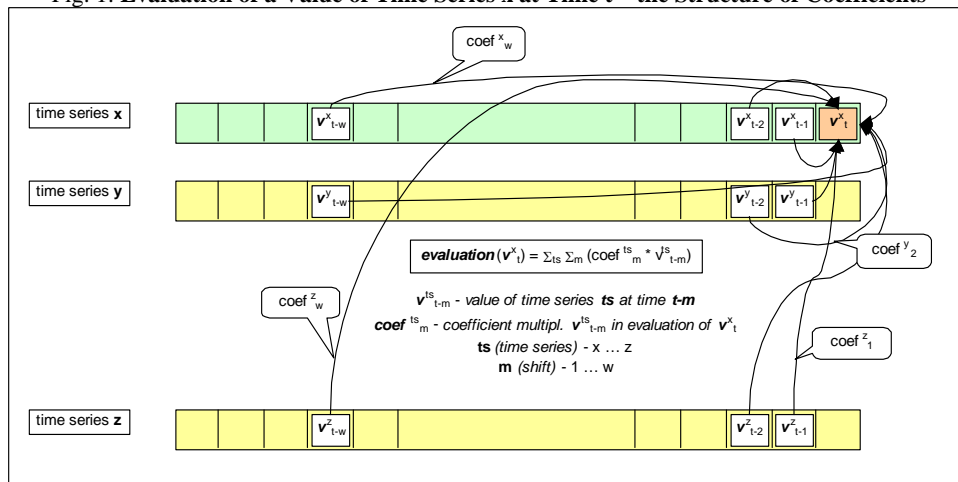 Fig. 1. Evaluation of a Value of Time Series x at Time t – the Structure of Coefficients
coef x w
time series x
v x t-w
v x t-2
v x t-1
v x t
time series y
v y t-w
v y t-2
v y t-1
coef y 2
evaluation(v x t) = Σts Σm (coef ts m * v ts t-m)
coef z w
v ts t-m - value of time series ts at time t-m
coef ts m - coefficient multipl. v ts t-m in evaluation of v x t
coef z 1
ts (time series) - x ... z
m (shift) - 1 ... w
time series z
v z t-w
v z t-2
v z t-1